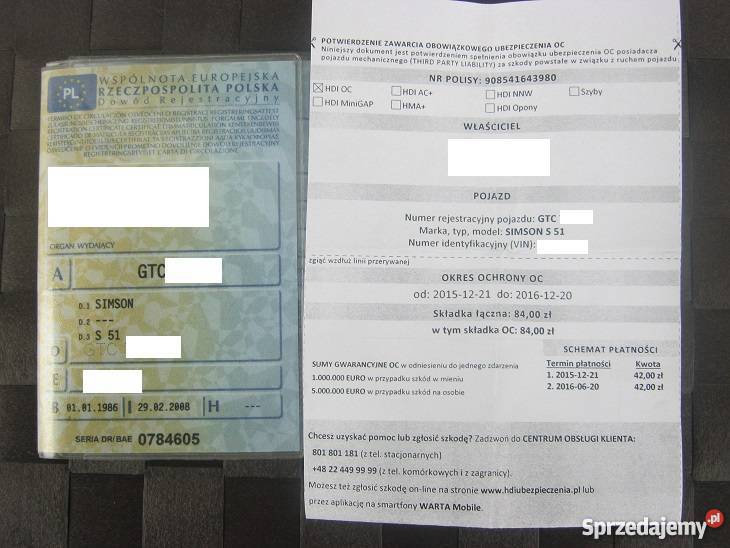 PL
WSPÓLNOTA EUROPEJSKA
RZECZPOSPOLITA POLSKA
Dowód Rejestracyjny
ORGAN WYDAJĄCY
A GTC
D.1 SIMSON
D.2 ---
D.3 S 51
GTC
E
B 01.01.1986 I 29.02.2008 H ---
SERIA DR/BAE 0784605
POTWIERDZENIE ZAWARCIA OBOWIĄZKOWEGO UBEZPIECZENIA OC
Niniejszy dokument jest potwierdzeniem spełnienia obowiązku ubezpieczenia OC posiadacza
pojazdu mechanicznego (THIRD PARTY LIABILITY) za szkody powstałe w związku z ruchem pojazdu.
NR POLISY: 908541643980
HDI OC HDI AC+ HDI NNW Szyby
HDI MiniGAP HMA+ HDI Opony
WŁAŚCICIEL
POJAZD
Numer rejestracyjny pojazdu: GTC
Marka, typ, model: SIMSON S 51
Numer identyfikacyjny (VIN):
zgiąć wzdłuż linii przerywanej
OKRES OCHRONY OC
od: 2015-12-21 do: 2016-12-20
Składka łączna: 84,00 zł
w tym składka OC: 84,00 zł
SCHEMAT PŁATNOŚCI
SUMY GWARANCYJNE OC w odniesieniu do jednego zdarzenia
1.000.000 EURO w przypadku szkód w mieniu
5.000.000 EURO w przypadku szkód na osobie
Termin płatności Kwota
1. 2015-12-21 42,00 zł
2. 2016-06-20 42,00 zł
Chcesz uzyskać pomoc lub zgłosić szkodę? Zadzwoń do CENTRUM OBSŁUGI KLIENTA:
801 801 181 (z tel. stacjonarnych)
+48 22 449 99 99 (z tel. komórkowych i z zagranicy).
Możesz też zgłosić szkodę on-line na stronie www.hdiubezpieczenia.pl lub
przez aplikację na smartfony WARTA Mobile.
Sprzedajemy.pl